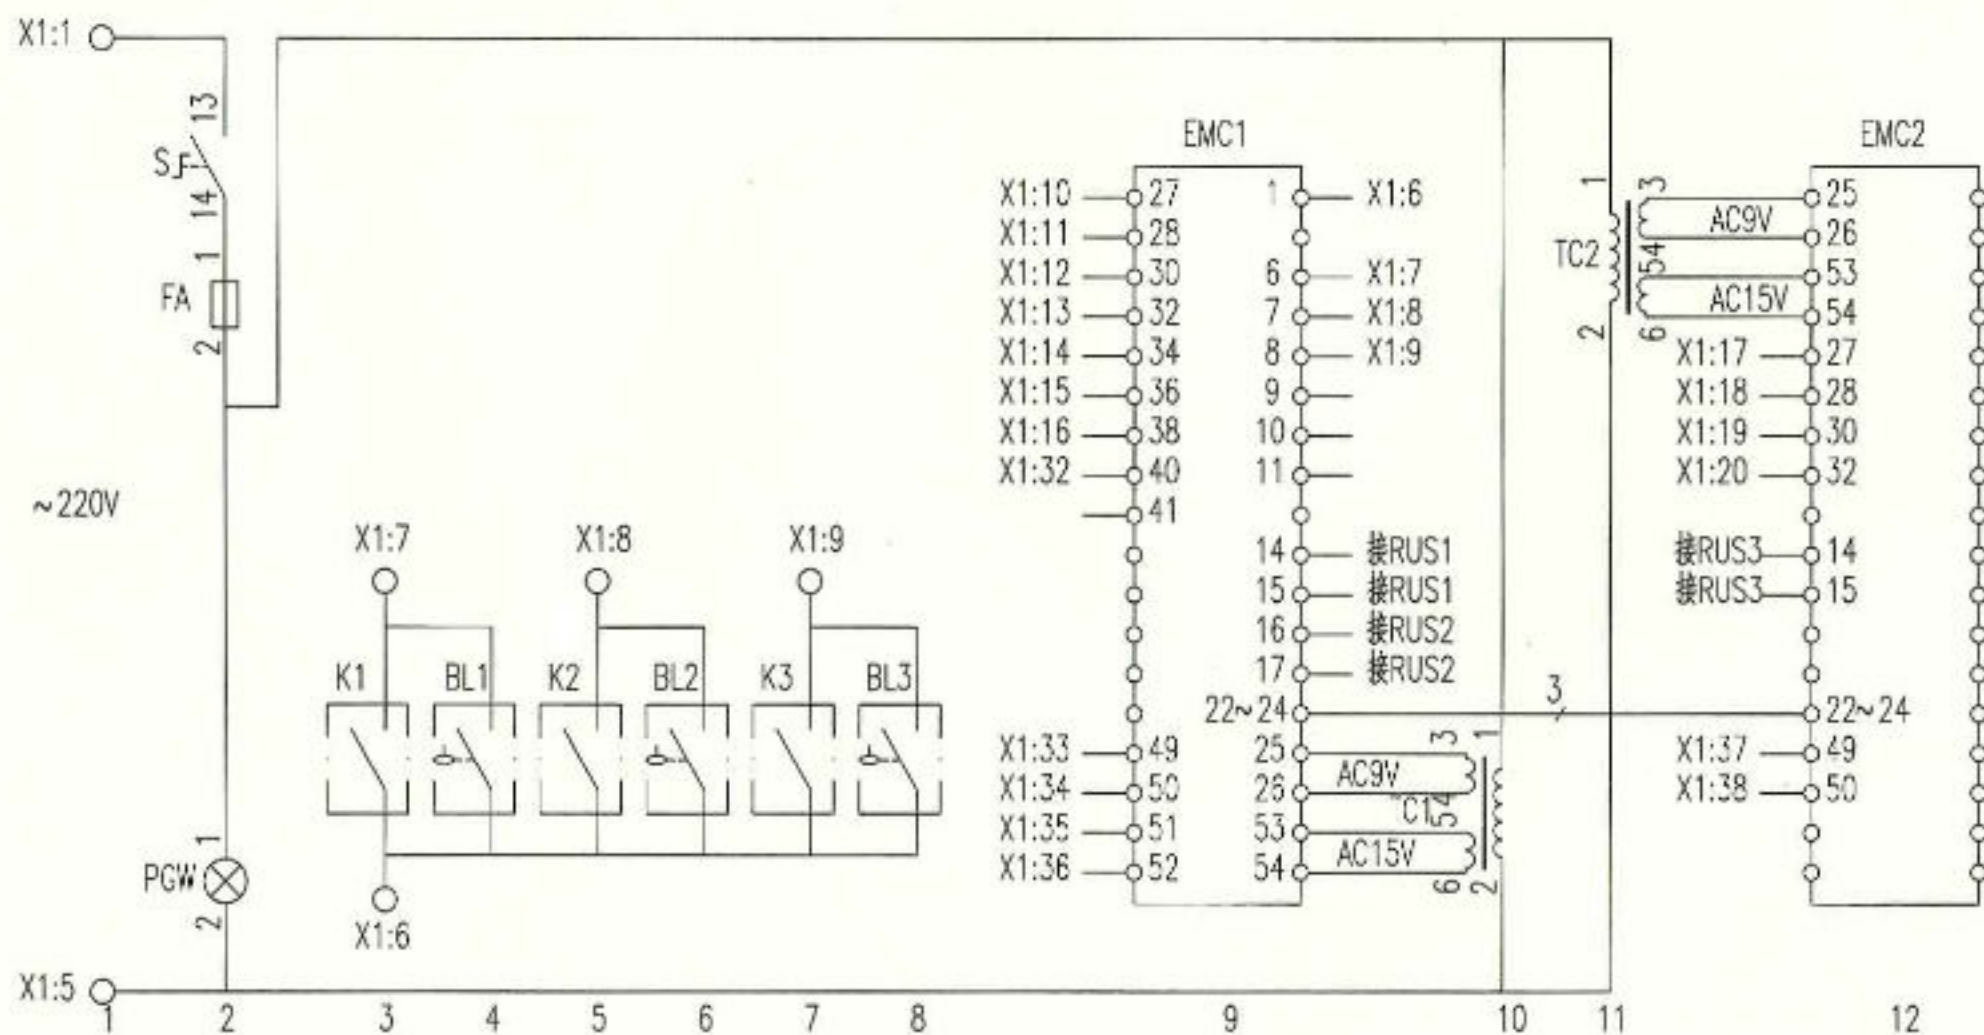 X1:1
13
S
14
1
FA
2
~220V
1
PGW
2
X1:5
X1:7
X1:8
X1:9
K1
BL1
K2
BL2
K3
BL3
X1:6
EMC1
X1:10 27
X1:11 28
X1:12 30
X1:13 32
X1:14 34
X1:15 36
X1:16 38
X1:32 40
41
X1:33 49
X1:34 50
X1:35 51
X1:36 52
1 X1:6
6 X1:7
7 X1:8
8 X1:9
9
10
11
14 接RUS1
15 接RUS1
16 接RUS2
17 接RUS2
22~24
25
26
53
54
AC9V
AC15V
3
54
6
1
2
C1
3
1
TC2
2
3
54
6
AC9V
AC15V
EMC2
25
26
53
54
X1:17 27
X1:18 28
X1:19 30
X1:20 32
接RUS3 14
接RUS3 15
22~24
X1:37 49
X1:38 50
1 2 3 4 5 6 7 8 9 10 11 12